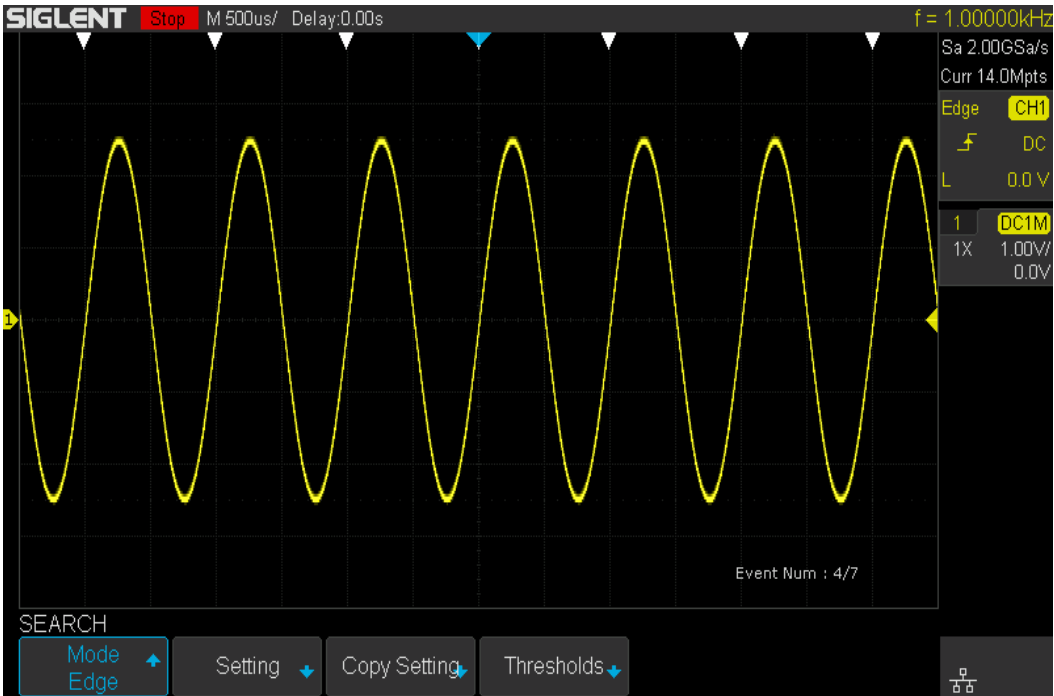 SIGLENT Stop M 500us/ Delay:0.00s f = 1.00000kHz
Sa 2.00GSa/s
Curr 14.0Mpts
Edge CH1
DC
L 0.0 V
1 DC1M
1X 1.00V/
0.0V
1
Event Num : 4/7
SEARCH
Mode
Edge
Setting
Copy Setting
Thresholds